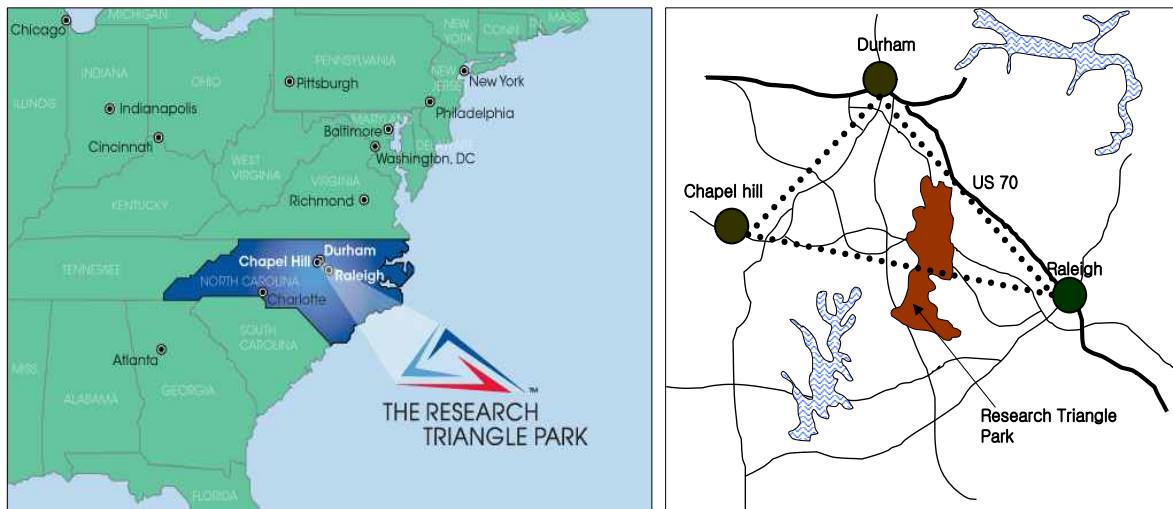 MICHIGAN
Chicago
NEW
YORK
MASS
CONN
RI
PENNSYLVANIA
NEW
JERSEY
New York
Pittsburgh
INDIANA
OHIO
ILLINOIS
Indianapolis
Philadelphia
MARYLAND
Baltimore
Cincinnati
DELAWARE
Washington, DC
WEST
VIRGINIA
VIRGINIA
Richmond
KENTUCKY
Durham
Chapel Hill
TENNESSEE
Raleigh
NORTH CAROLINA
Charlotte
SOUTH
CAROLINA
Atlanta
MISS
ALABAMA
GEORGIA
FLORIDA
™
THE RESEARCH
TRIANGLE PARK
Durham
Chapel hill
US 70
Raleigh
Research Triangle
Park